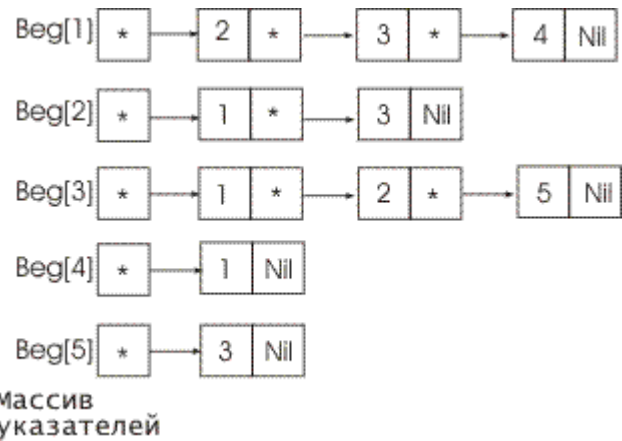 Beg[1] * 2 * 3 * 4 Nil
Beg[2] * 1 * 3 Nil
Beg[3] * 1 * 2 * 5 Nil
Beg[4] * 1 Nil
Beg[5] * 3 Nil
Массив
указателей